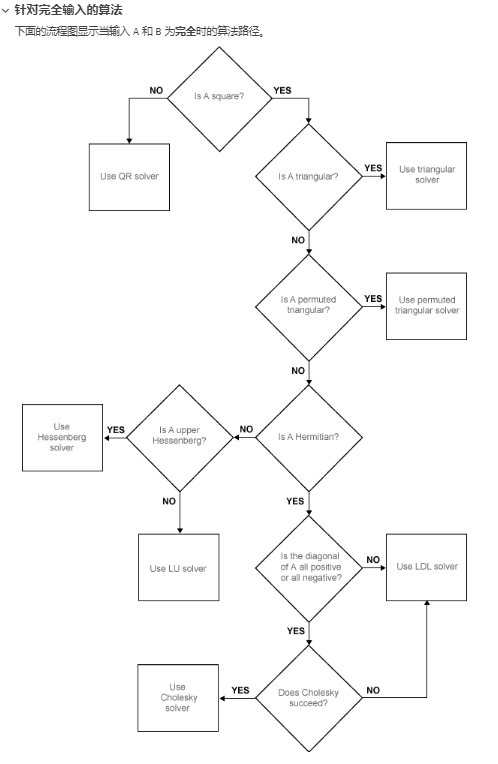 针对完全输入的算法
下面的流程图显示当输入 A 和 B 为完全时的算法路径。
Is A square?
NO
YES
Use QR solver
Is A triangular?
YES
Use triangular
solver
NO
Is A permuted
triangular?
YES
Use permuted
triangular solver
NO
Is A Hermitian?
NO
Is A upper
Hessenberg?
YES
Use
Hessenberg
solver
NO
Use LU solver
YES
Is the diagonal
of A all positive
or all negative?
NO
Use LDL solver
YES
Does Cholesky
succeed?
YES
Use
Cholesky
solver
NO